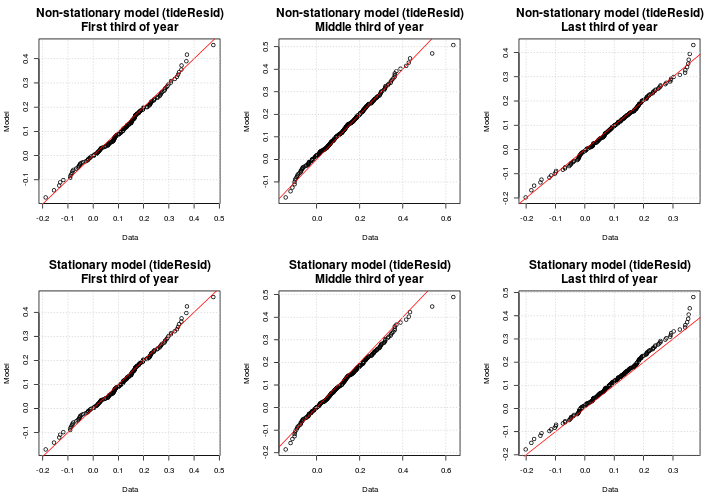 Non-stationary model (tideResid)
First third of year
Model
0.4
0.3
0.2
0.1
0.0
-0.1
-0.2 -0.1 0.0 0.1 0.2 0.3 0.4 0.5
Data
Non-stationary model (tideResid)
Middle third of year
Model
0.5
0.4
0.3
0.2
0.1
0.0
-0.1
0.0 0.2 0.4 0.6
Data
Non-stationary model (tideResid)
Last third of year
Model
0.4
0.3
0.2
0.1
0.0
-0.1
-0.2
-0.2 -0.1 0.0 0.1 0.2 0.3
Data
Stationary model (tideResid)
First third of year
Model
0.4
0.3
0.2
0.1
0.0
-0.1
-0.2 -0.1 0.0 0.1 0.2 0.3 0.4 0.5
Data
Stationary model (tideResid)
Middle third of year
Model
0.5
0.4
0.3
0.2
0.1
0.0
-0.1
-0.2
0.0 0.2 0.4 0.6
Data
Stationary model (tideResid)
Last third of year
Model
0.5
0.4
0.3
0.2
0.1
0.0
-0.1
-0.2
-0.2 -0.1 0.0 0.1 0.2 0.3
Data